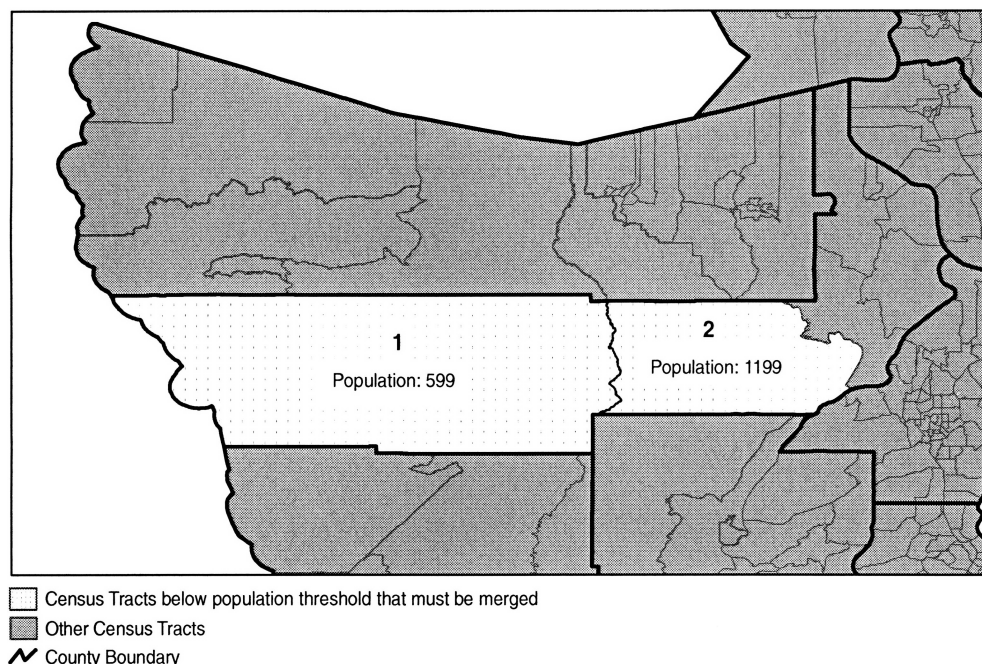 1
Population: 599
2
Population: 1199
Census Tracts below population threshold that must be merged
Other Census Tracts
County Boundary